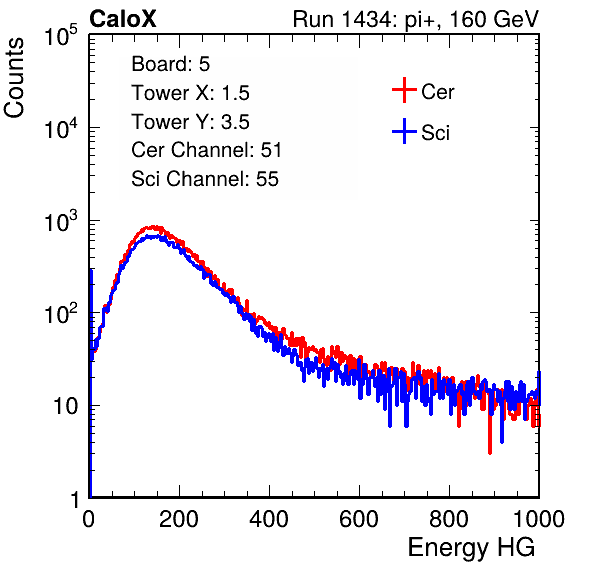 CaloX Run 1434: pi+, 160 GeV
Counts
10^5
10^4
10^3
10^2
10
1
Board: 5
Tower X: 1.5
Tower Y: 3.5
Cer Channel: 51
Sci Channel: 55
Cer
Sci
0 200 400 600 800 1000
Energy HG